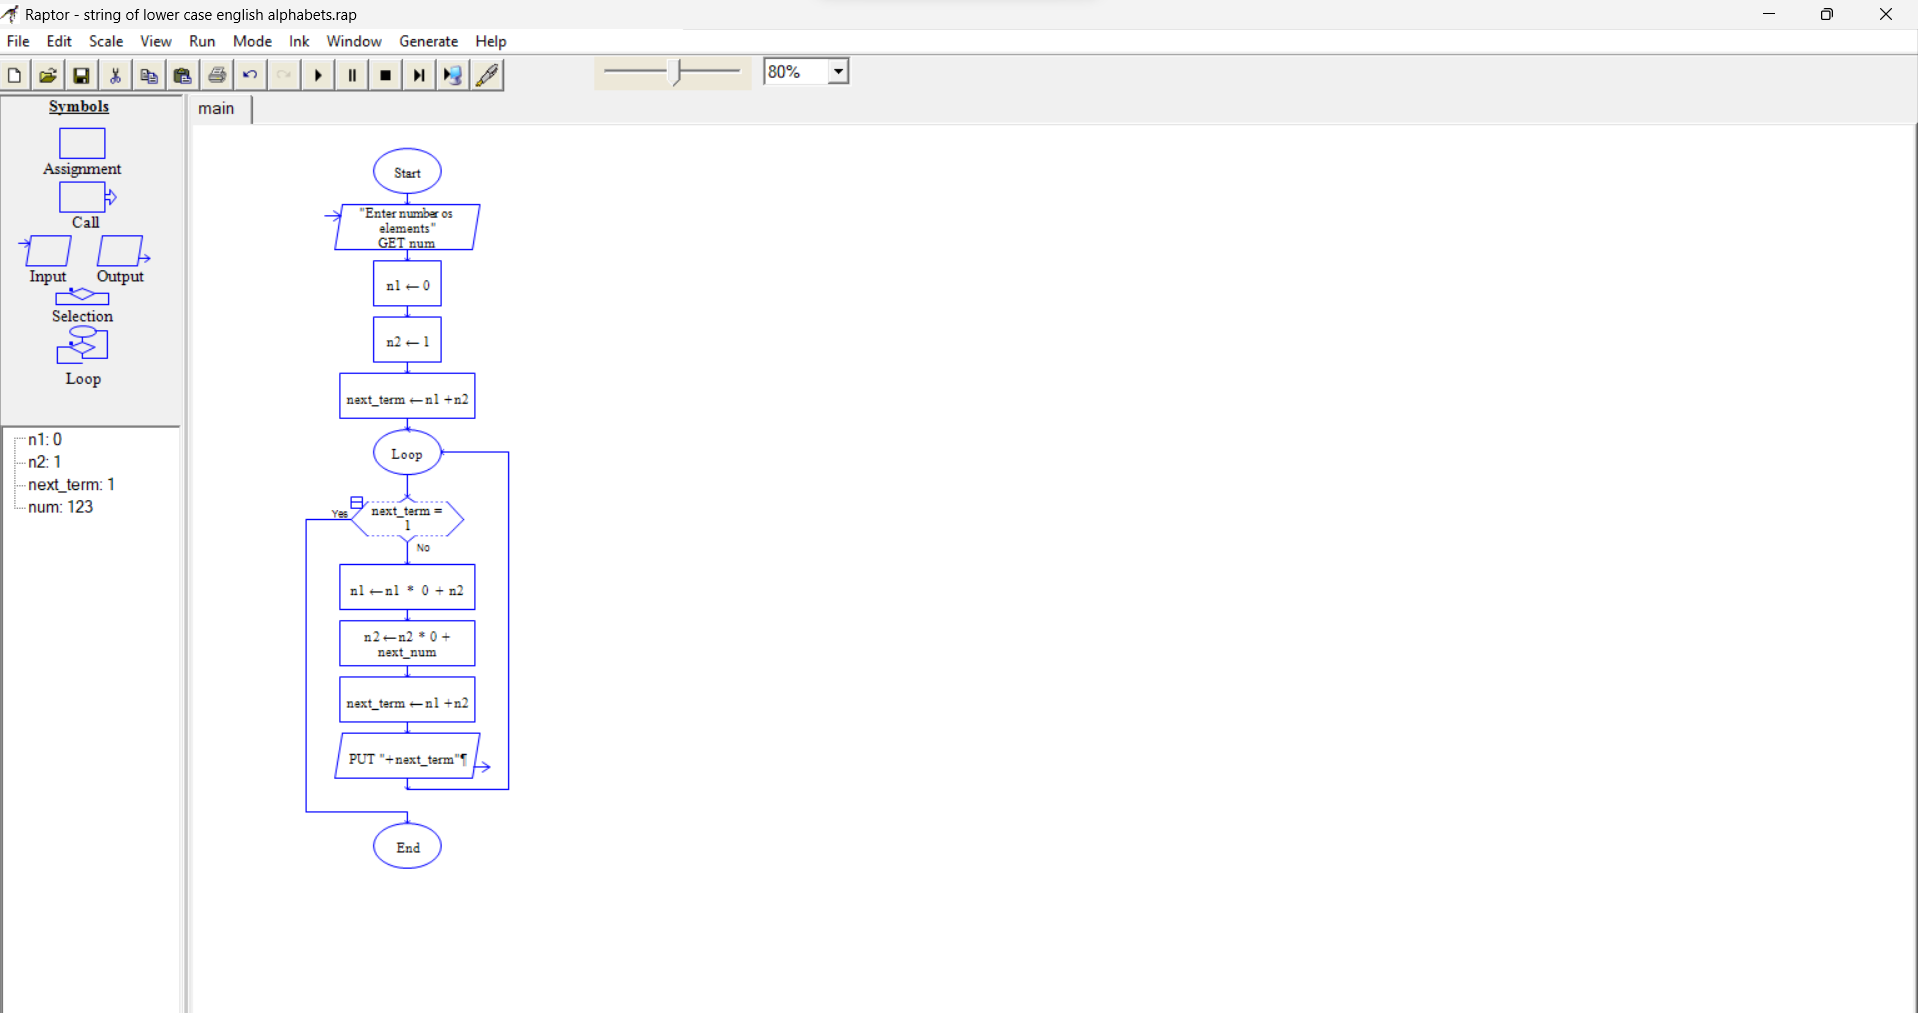 Raptor - string of lower case english alphabets.rap
File Edit Scale View Run Mode Ink Window Generate Help
80%
Symbols
Assignment
Call
Input Output
Selection
Loop
n1: 0
n2: 1
next_term: 1
num: 123
main
Start
"Enter number os
elements"
GET num
n1 ← 0
n2 ← 1
next_term ← n1 +n2
Loop
Yes
next_term =
1
No
n1 ← n1 * 0 + n2
n2 ← n2 * 0 +
next_num
next_term ← n1 +n2
PUT "+next_term"¶
End